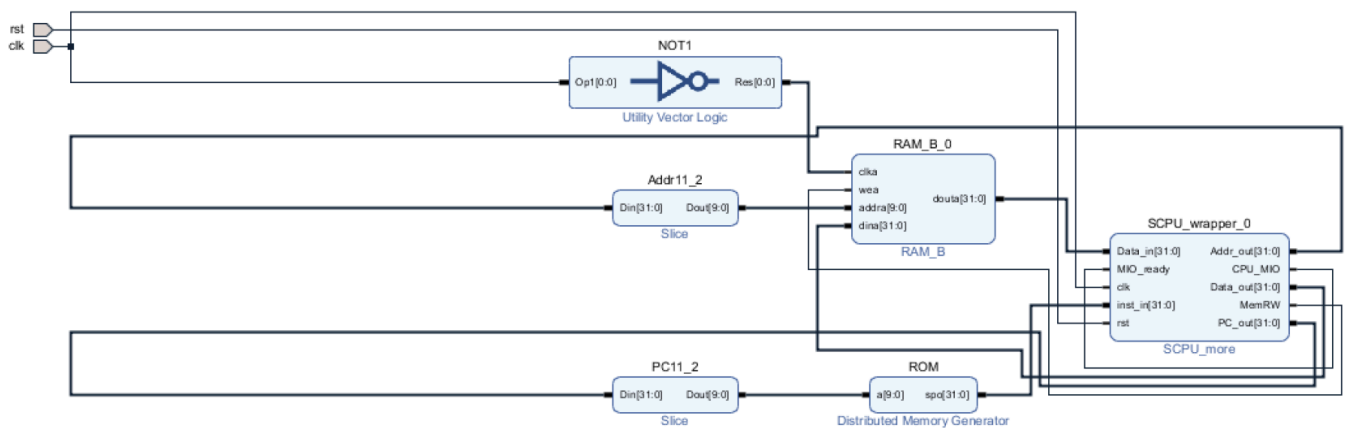 rst
clk
NOT1
Op1[0:0]
Res[0:0]
Utility Vector Logic
RAM_B_0
clka
wea
addra[9:0]
dina[31:0]
douta[31:0]
RAM_B
Addr11_2
Din[31:0]
Dout[9:0]
Slice
SCPU_wrapper_0
Data_in[31:0]
Addr_out[31:0]
MIO_ready
CPU_MIO
clk
Data_out[31:0]
inst_in[31:0]
MemRW
rst
PC_out[31:0]
SCPU_more
PC11_2
Din[31:0]
Dout[9:0]
Slice
ROM
a[9:0]
spo[31:0]
Distributed Memory Generator